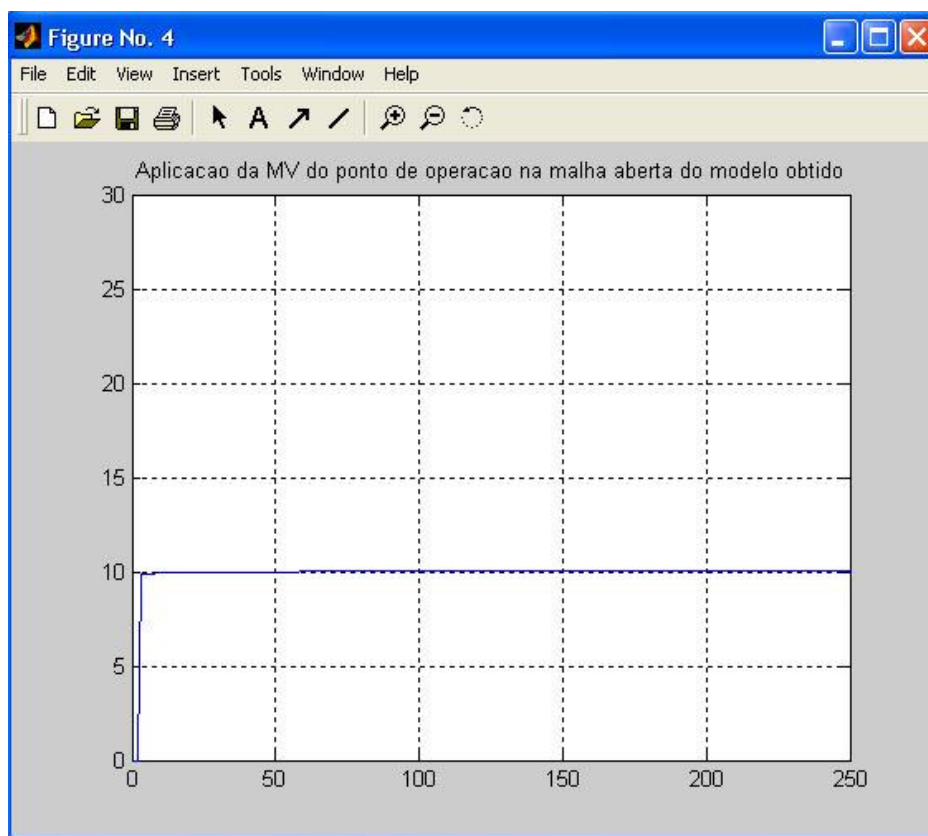 Figure No. 4
File Edit View Insert Tools Window Help
A
Aplicacao da MV do ponto de operacao na malha aberta do modelo obtido
30
25
20
15
10
5
0
0 50 100 150 200 250